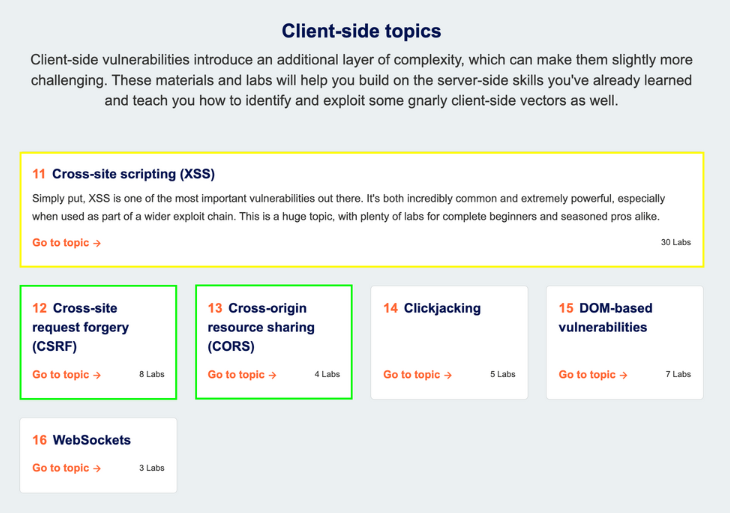 Client-side topics
Client-side vulnerabilities introduce an additional layer of complexity, which can make them slightly more
challenging. These materials and labs will help you build on the server-side skills you've already learned
and teach you how to identify and exploit some gnarly client-side vectors as well.
11 Cross-site scripting (XSS)
Simply put, XSS is one of the most important vulnerabilities out there. It's both incredibly common and extremely powerful, especially
when used as part of a wider exploit chain. This is a huge topic, with plenty of labs for complete beginners and seasoned pros alike.
Go to topic →
30 Labs
12 Cross-site
request forgery
(CSRF)
Go to topic →
8 Labs
13 Cross-origin
resource sharing
(CORS)
Go to topic →
4 Labs
14 Clickjacking
Go to topic →
5 Labs
15 DOM-based
vulnerabilities
Go to topic →
7 Labs
16 WebSockets
Go to topic →
3 Labs